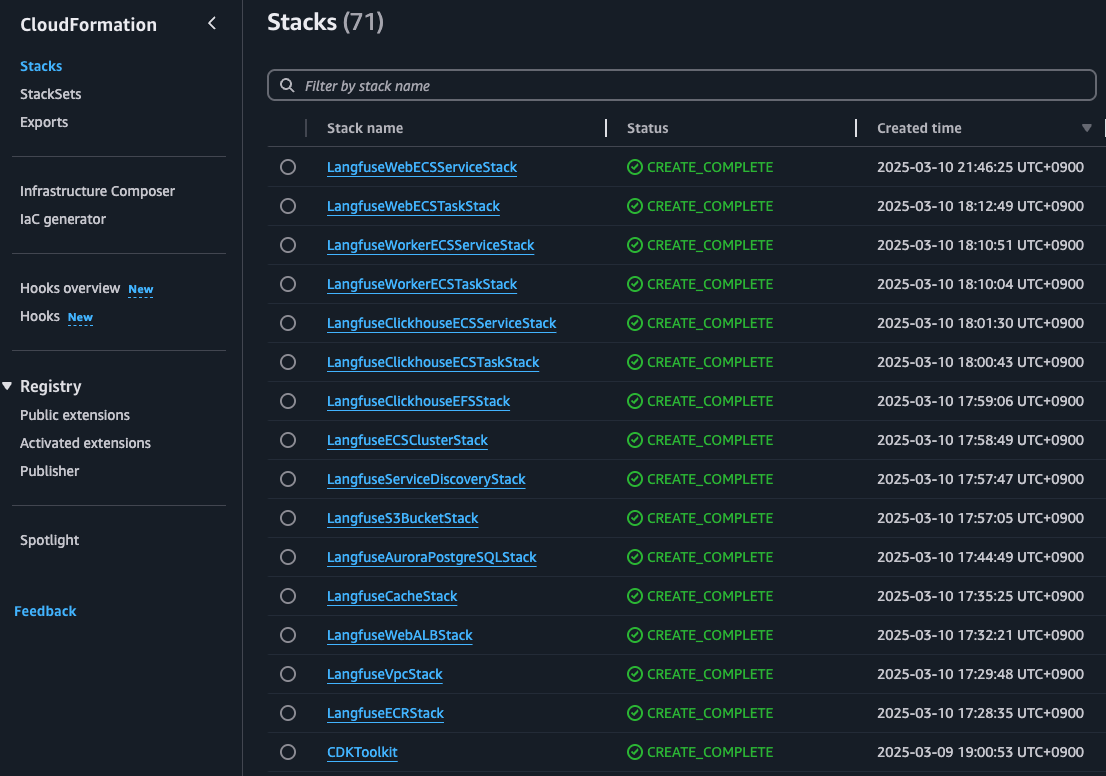 CloudFormation
Stacks
StackSets
Exports
Infrastructure Composer
IaC generator
Hooks overview New
Hooks New
Registry
Public extensions
Activated extensions
Publisher
Spotlight
Feedback
Stacks (71)
Filter by stack name
Stack name Status Created time
LangfuseWebECSServiceStack CREATE_COMPLETE 2025-03-10 21:46:25 UTC+0900
LangfuseWebECSTaskStack CREATE_COMPLETE 2025-03-10 18:12:49 UTC+0900
LangfuseWorkerECSServiceStack CREATE_COMPLETE 2025-03-10 18:10:51 UTC+0900
LangfuseWorkerECSTaskStack CREATE_COMPLETE 2025-03-10 18:10:04 UTC+0900
LangfuseClickhouseECSServiceStack CREATE_COMPLETE 2025-03-10 18:01:30 UTC+0900
LangfuseClickhouseECSTaskStack CREATE_COMPLETE 2025-03-10 18:00:43 UTC+0900
LangfuseClickhouseEFSStack CREATE_COMPLETE 2025-03-10 17:59:06 UTC+0900
LangfuseECSClusterStack CREATE_COMPLETE 2025-03-10 17:58:49 UTC+0900
LangfuseServiceDiscoveryStack CREATE_COMPLETE 2025-03-10 17:57:47 UTC+0900
LangfuseS3BucketStack CREATE_COMPLETE 2025-03-10 17:57:05 UTC+0900
LangfuseAuroraPostgreSQLStack CREATE_COMPLETE 2025-03-10 17:44:49 UTC+0900
LangfuseCacheStack CREATE_COMPLETE 2025-03-10 17:35:25 UTC+0900
LangfuseWebALBStack CREATE_COMPLETE 2025-03-10 17:32:21 UTC+0900
LangfuseVpcStack CREATE_COMPLETE 2025-03-10 17:29:48 UTC+0900
LangfuseECRStack CREATE_COMPLETE 2025-03-10 17:28:35 UTC+0900
CDKToolkit CREATE_COMPLETE 2025-03-09 19:00:53 UTC+0900